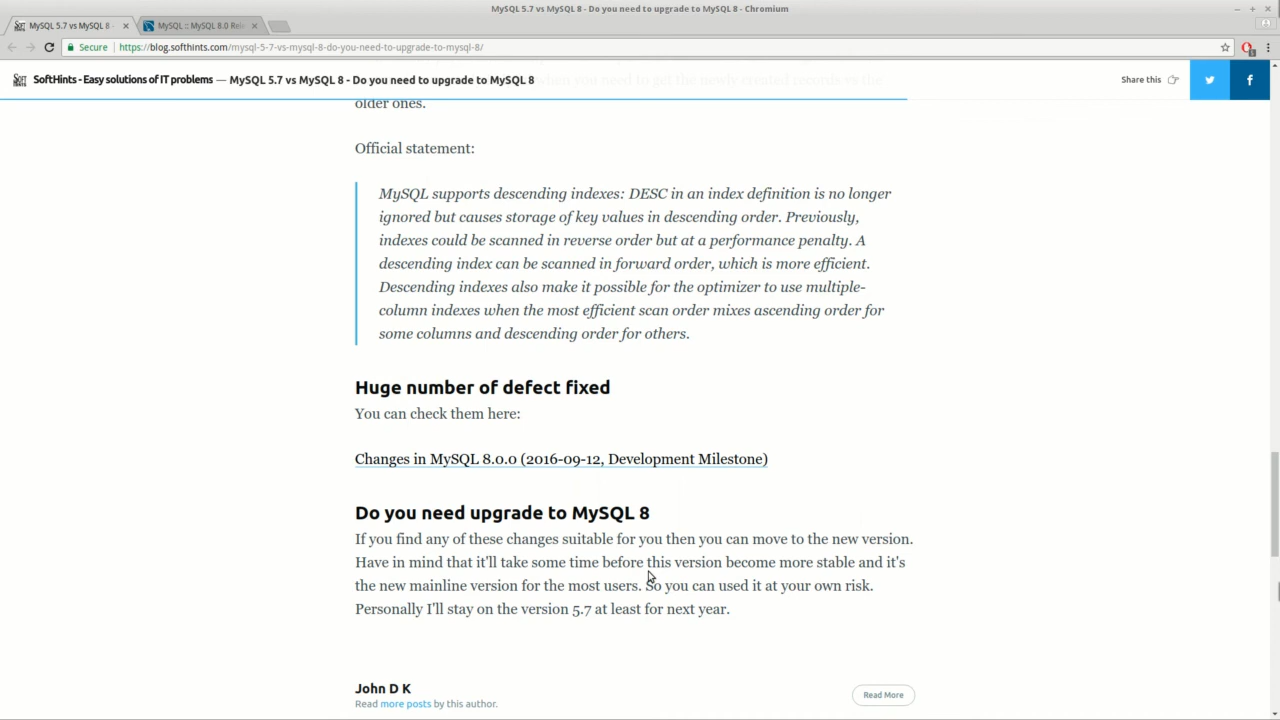 MySQL 5.7 vs MySQL 8 - Do you need to upgrade to MySQL 8 - Chromium
MySQL 5.7 vs MySQL 8 -
MySQL :: MySQL 8.0 Rele
Secure
https://blog.softhints.com/mysql-5-7-vs-mysql-8-do-you-need-to-upgrade-to-mysql-8/
SoftHints - Easy solutions of IT problems — MySQL 5.7 vs MySQL 8 - Do you need to upgrade to MySQL 8
when you need to get the newly created records vs the
Share this
older ones.
Official statement:
MySQL supports descending indexes: DESC in an index definition is no longer
ignored but causes storage of key values in descending order. Previously,
indexes could be scanned in reverse order but at a performance penalty. A
descending index can be scanned in forward order, which is more efficient.
Descending indexes also make it possible for the optimizer to use multiple-
column indexes when the most efficient scan order mixes ascending order for
some columns and descending order for others.
Huge number of defect fixed
You can check them here:
Changes in MySQL 8.0.0 (2016-09-12, Development Milestone)
Do you need upgrade to MySQL 8
If you find any of these changes suitable for you then you can move to the new version.
Have in mind that it'll take some time before this version become more stable and it's
the new mainline version for the most users. So you can used it at your own risk.
Personally I'll stay on the version 5.7 at least for next year.
John D K
Read more posts by this author.
Read More